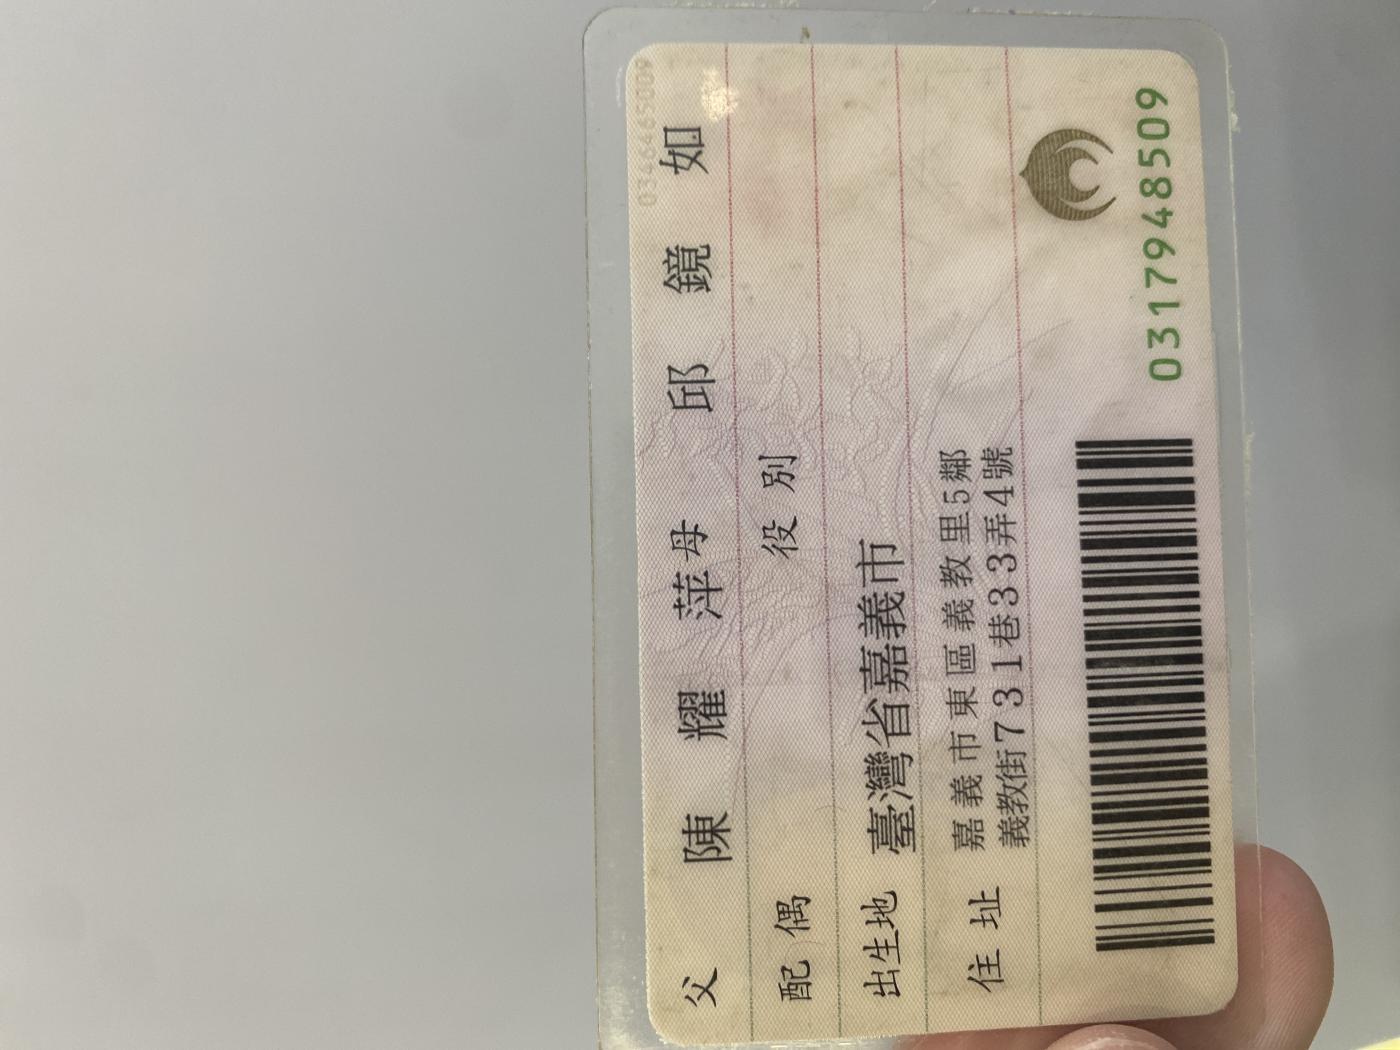 0346465009
父 陳 耀 萍 母 邱 鏡 如
配偶 役別
出生地 臺灣省嘉義市
住址 嘉義市東區義教里5鄰
義教街731巷333弄4號
0317948509